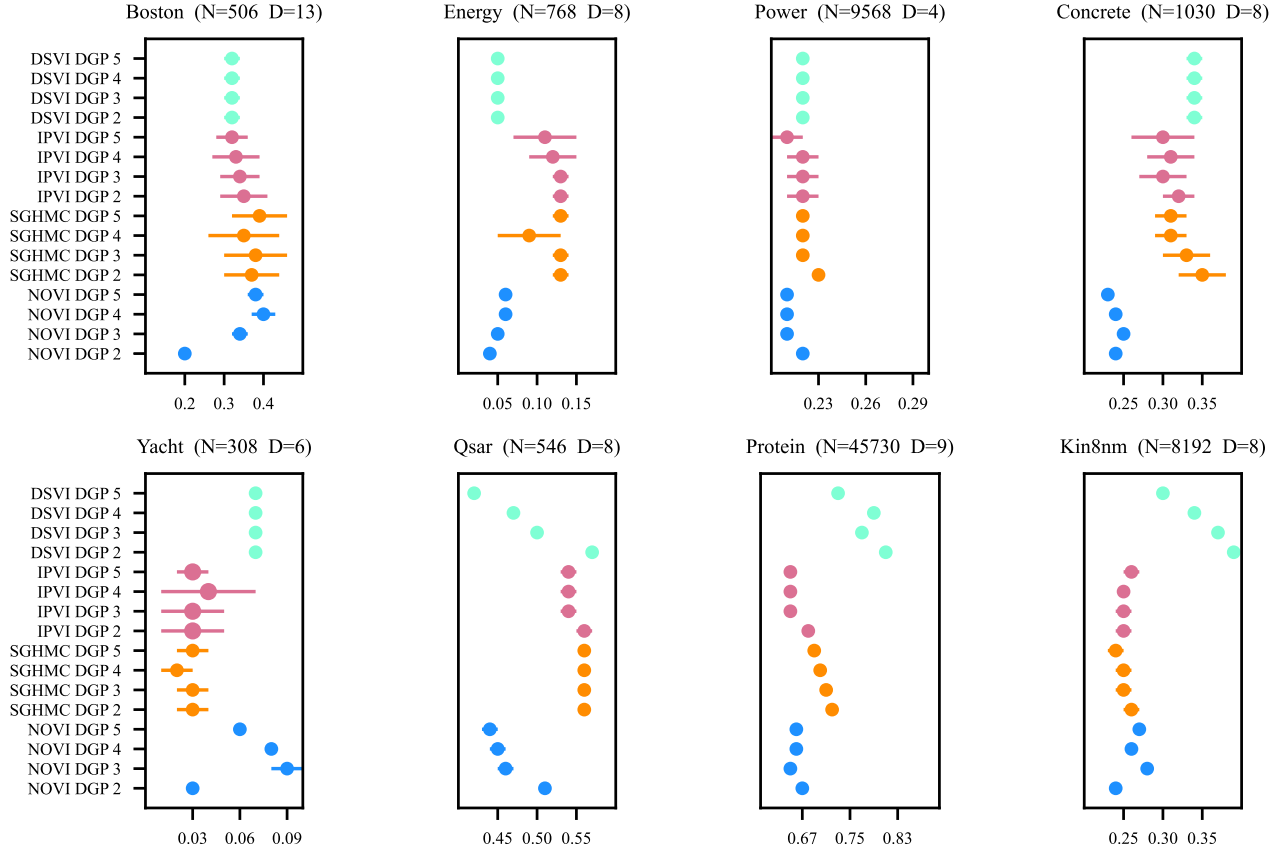 Boston (N=506 D=13)
Energy (N=768 D=8)
Power (N=9568 D=4)
Concrete (N=1030 D=8)
DSVI DGP 5
DSVI DGP 4
DSVI DGP 3
DSVI DGP 2
IPVI DGP 5
IPVI DGP 4
IPVI DGP 3
IPVI DGP 2
SGHMC DGP 5
SGHMC DGP 4
SGHMC DGP 3
SGHMC DGP 2
NOVI DGP 5
NOVI DGP 4
NOVI DGP 3
NOVI DGP 2
0.2 0.3 0.4
0.05 0.10 0.15
0.23 0.26 0.29
0.25 0.30 0.35
Yacht (N=308 D=6)
Qsar (N=546 D=8)
Protein (N=45730 D=9)
Kin8nm (N=8192 D=8)
DSVI DGP 5
DSVI DGP 4
DSVI DGP 3
DSVI DGP 2
IPVI DGP 5
IPVI DGP 4
IPVI DGP 3
IPVI DGP 2
SGHMC DGP 5
SGHMC DGP 4
SGHMC DGP 3
SGHMC DGP 2
NOVI DGP 5
NOVI DGP 4
NOVI DGP 3
NOVI DGP 2
0.03 0.06 0.09
0.45 0.50 0.55
0.67 0.75 0.83
0.25 0.30 0.35